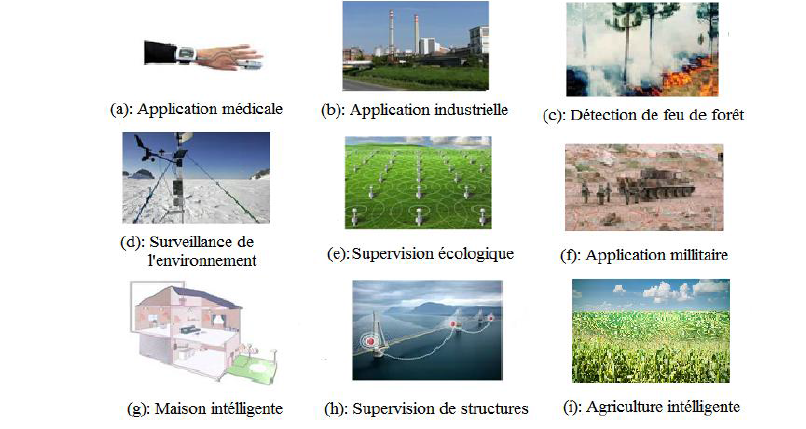 (a): Application médicale
(b): Application industrielle
(c): Détection de feu de forêt
(d): Surveillance de
l'environnement
(e): Supervision écologique
(f): Application millitaire
(g): Maison intélligente
(h): Supervision de structures
(i): Agriculture intélligente